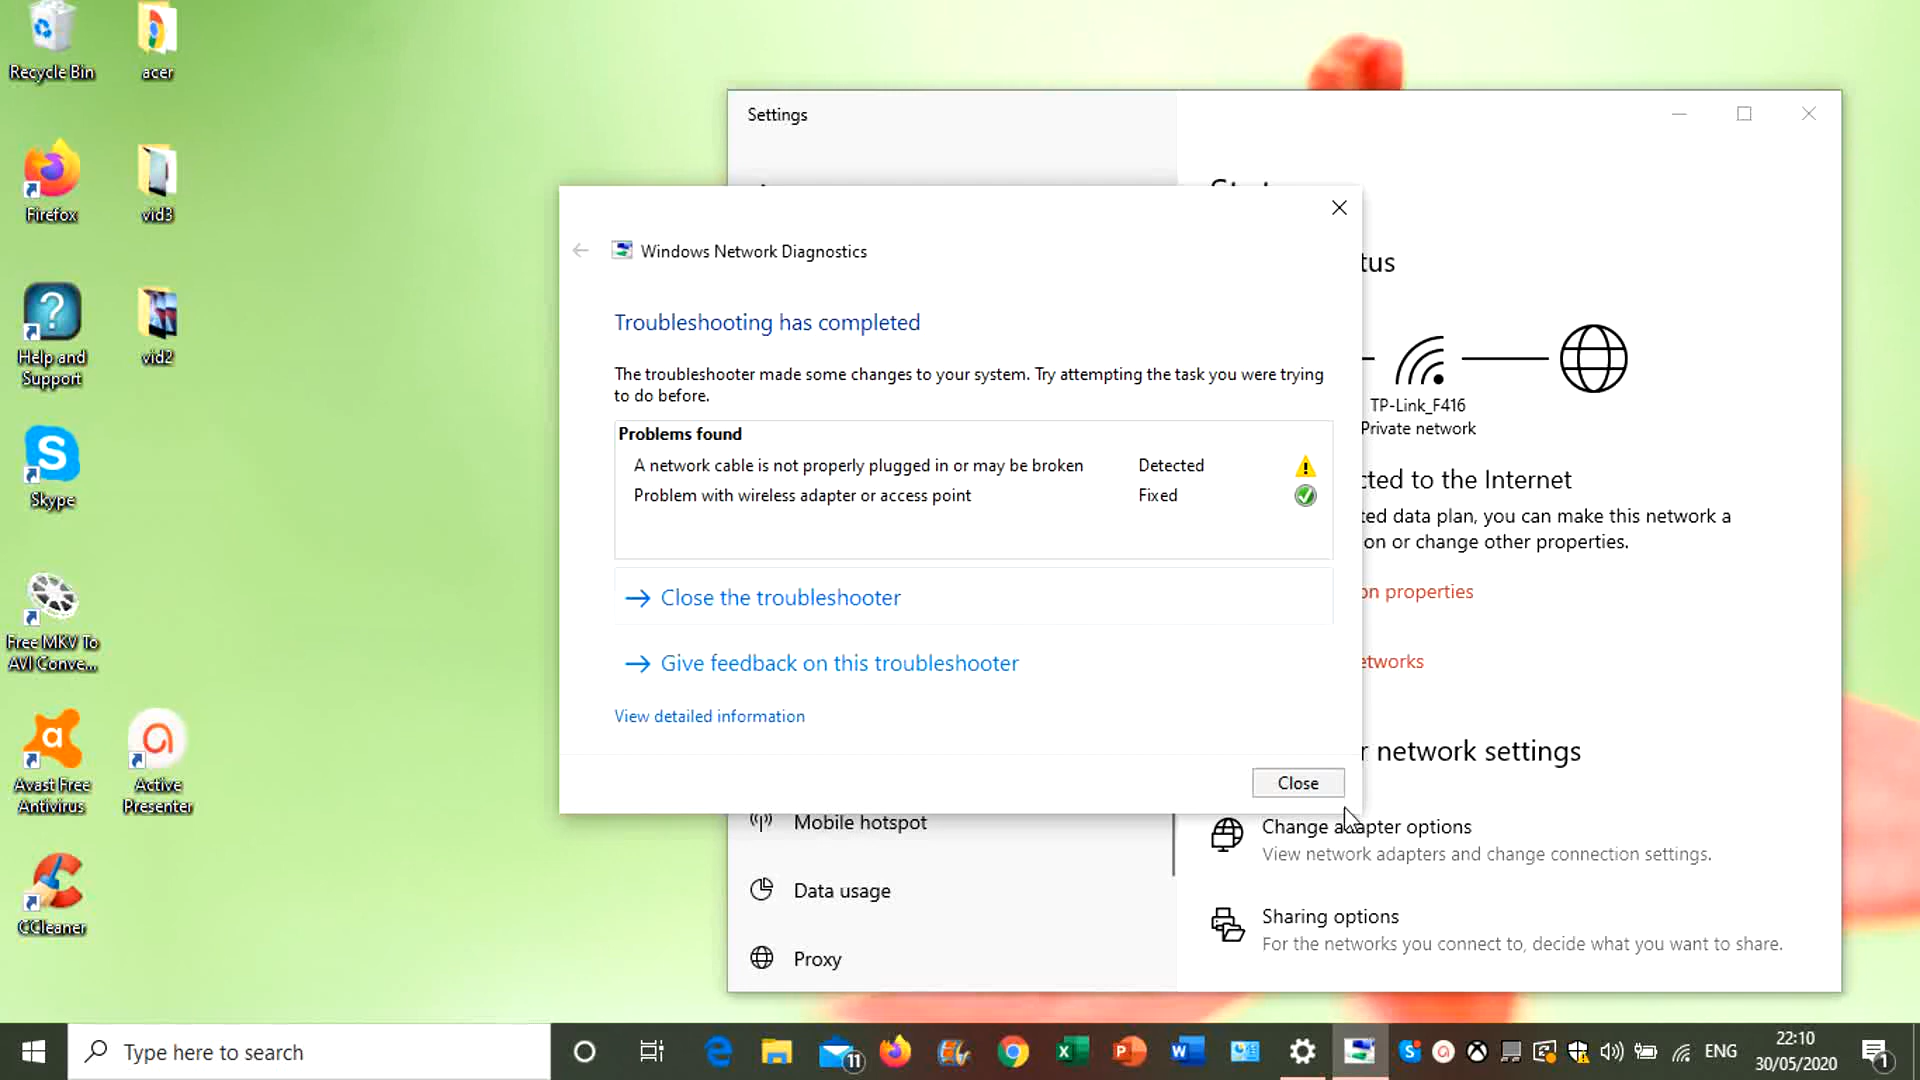 Recycle Bin
acer
Firefox
vid3
Help and
Support
vid2
Skype
Free MKV To
AVI Conve...
Avast Free
Antivirus
Active
Presenter
CCleaner
Settings
Windows Network Diagnostics
Troubleshooting has completed
The troubleshooter made some changes to your system. Try attempting the task you were trying
to do before.
Problems found
A network cable is not properly plugged in or may be broken Detected
Problem with wireless adapter or access point Fixed
Close the troubleshooter
Give feedback on this troubleshooter
View detailed information
Close
tus
TP-Link_F416
Private network
cted to the Internet
ted data plan, you can make this network a
on or change other properties.
on properties
etworks
r network settings
Change adapter options
View network adapters and change connection settings.
Sharing options
For the networks you connect to, decide what you want to share.
Mobile hotspot
Data usage
Proxy
Type here to search
11
ENG
22:10
30/05/2020
1